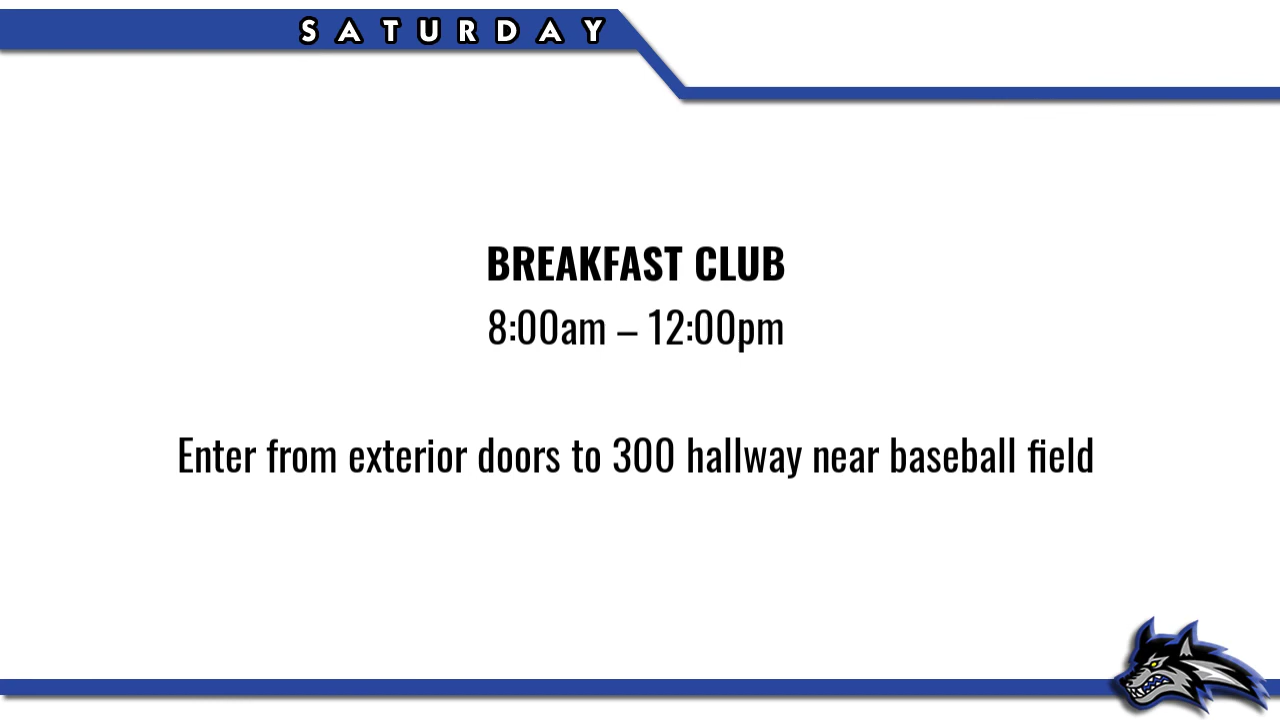 SATURDAY
BREAKFAST CLUB
8:00am – 12:00pm
Enter from exterior doors to 300 hallway near baseball field